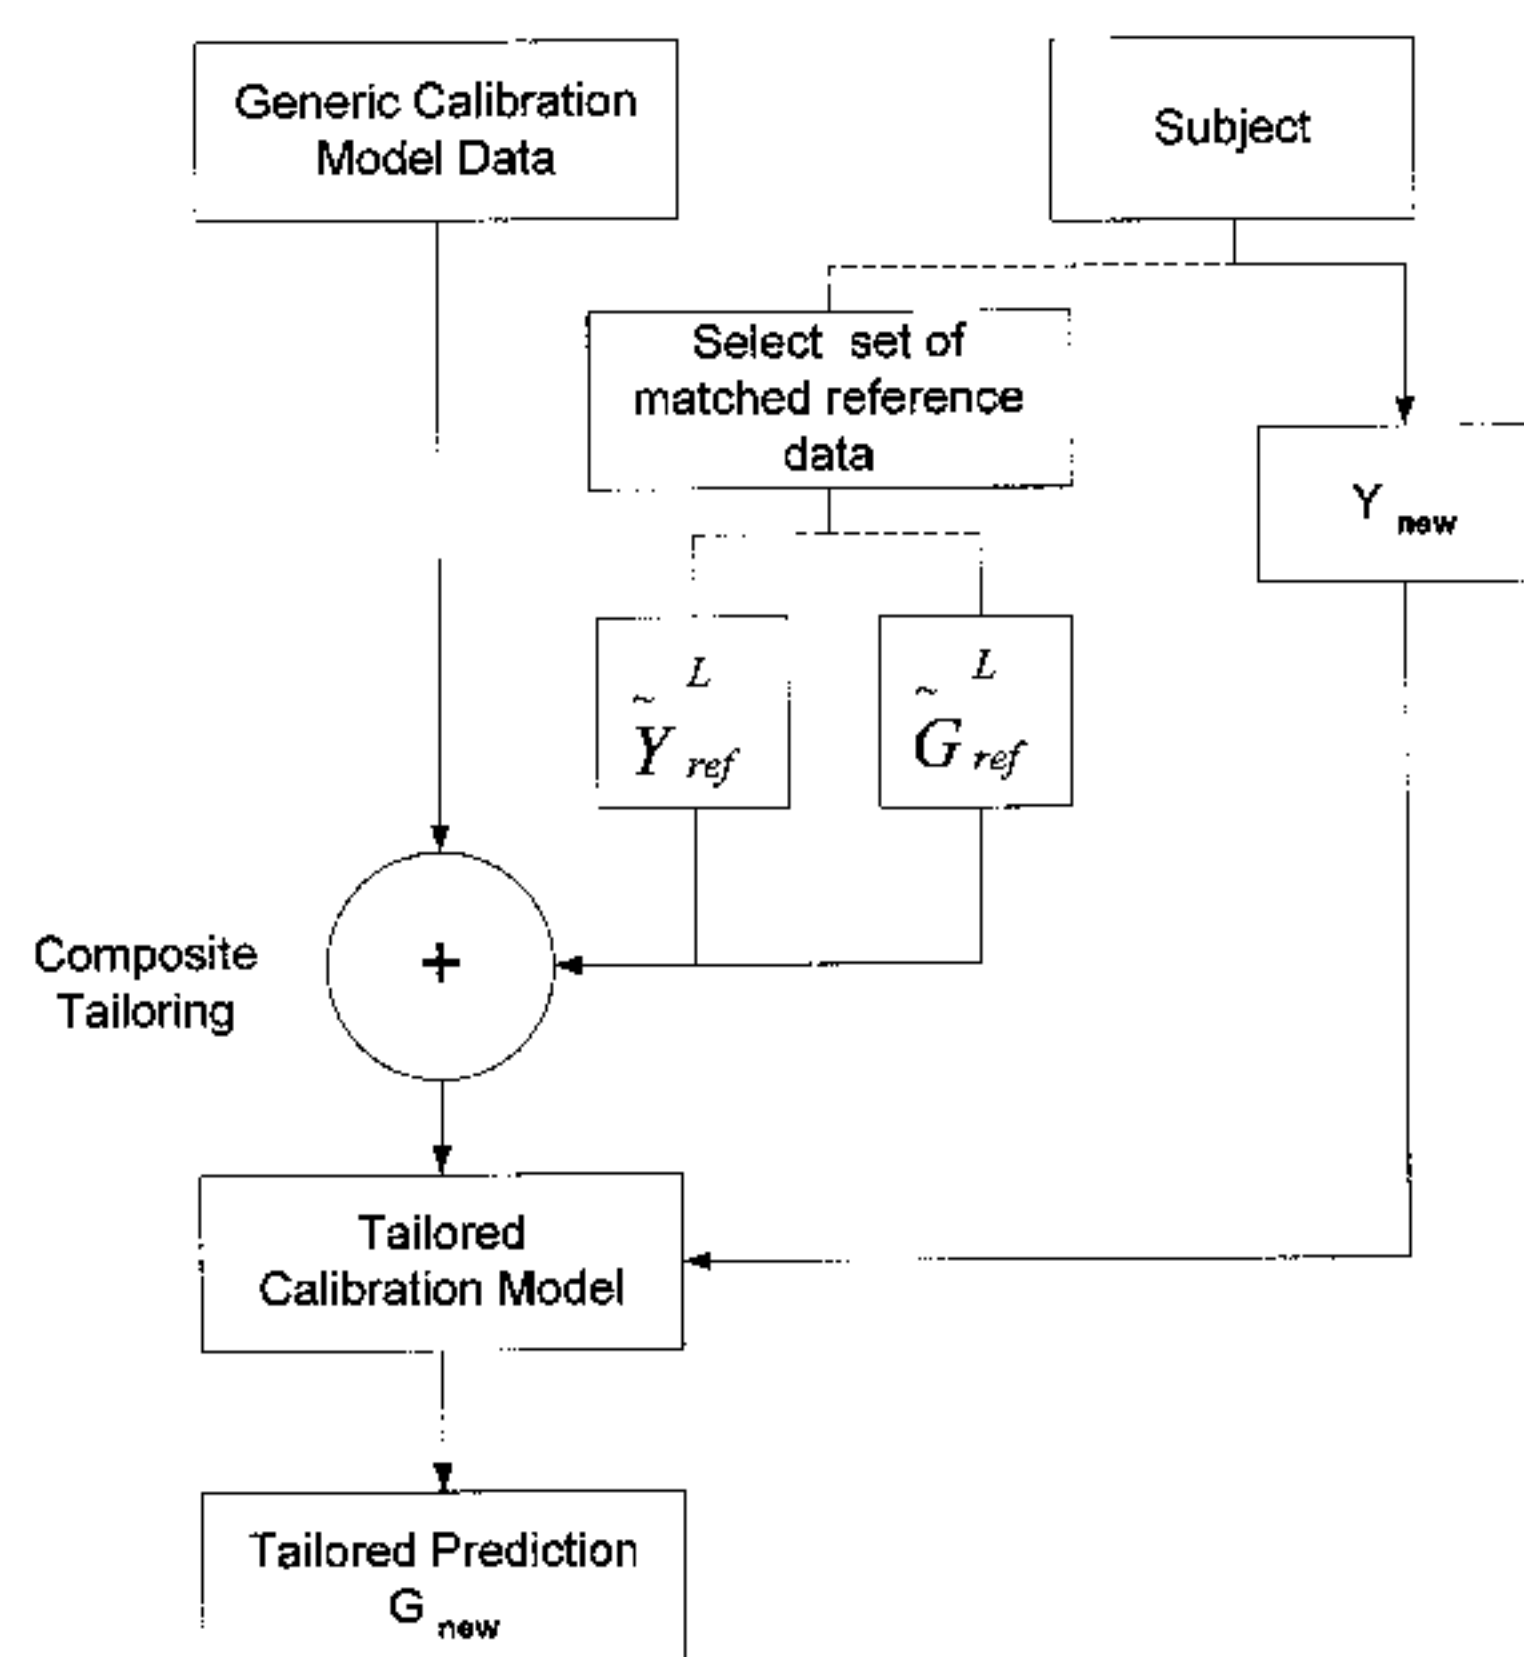 Generic Calibration
Model Data
Subject
Select set of
matched reference
data
Y new
L
~
Y ref
L
~
G ref
Composite
Tailoring
+
Tailored
Calibration Model
Tailored Prediction
G new